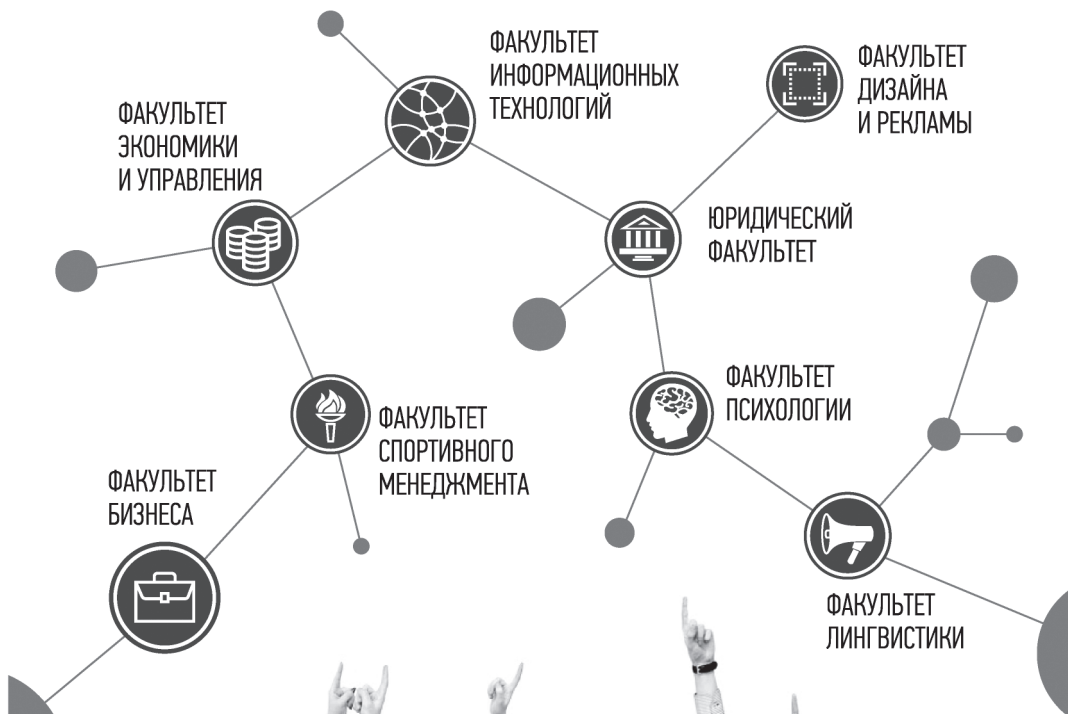 ФАКУЛЬТЕТ
ИНФОРМАЦИОННЫХ
ТЕХНОЛОГИЙ
ФАКУЛЬТЕТ
ДИЗАЙНА
И РЕКЛАМЫ
ФАКУЛЬТЕТ
ЭКОНОМИКИ
И УПРАВЛЕНИЯ
ЮРИДИЧЕСКИЙ
ФАКУЛЬТЕТ
ФАКУЛЬТЕТ
ПСИХОЛОГИИ
ФАКУЛЬТЕТ
СПОРТИВНОГО
МЕНЕДЖМЕНТА
ФАКУЛЬТЕТ
БИЗНЕСА
ФАКУЛЬТЕТ
ЛИНГВИСТИКИ